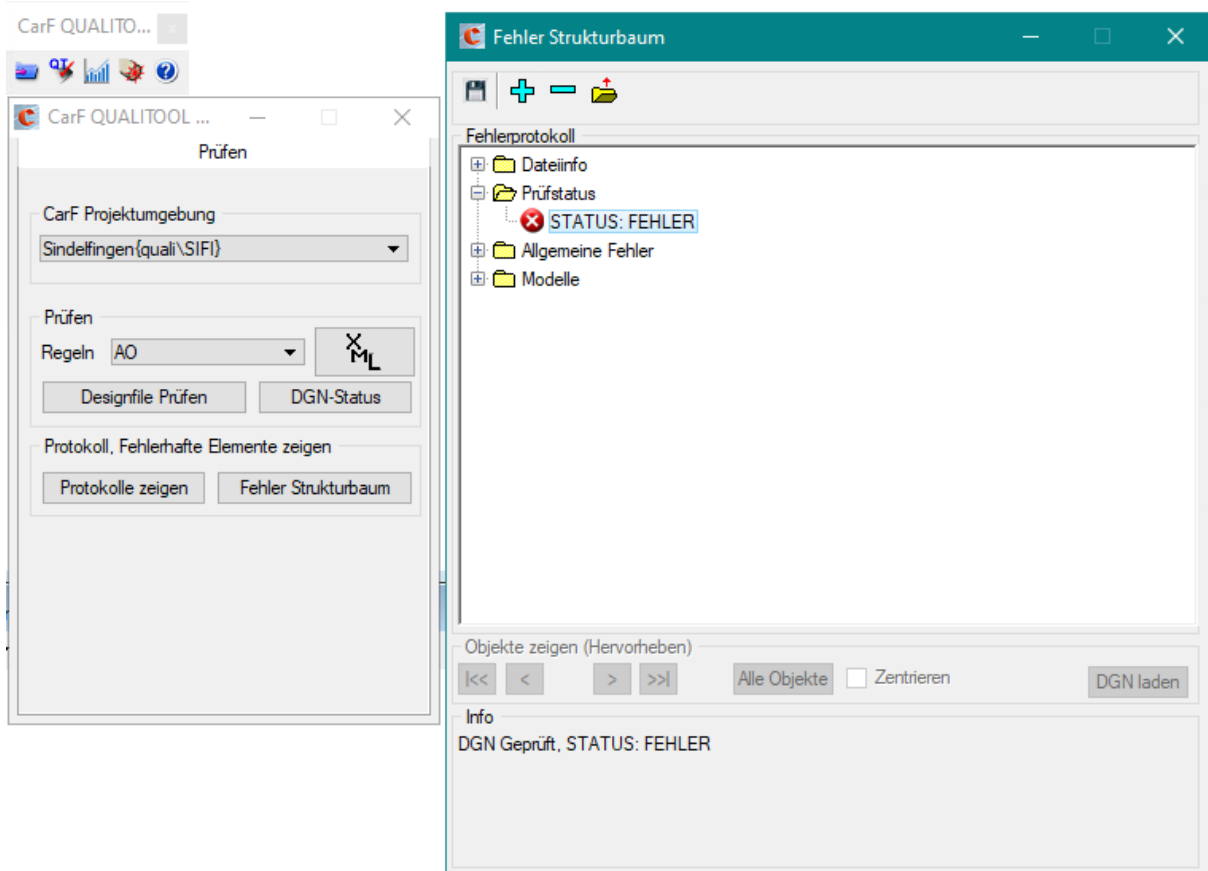 CarF QUALITO...
CarF QUALITOOL ...
Prüfen
CarF Projektumgebung
Sindelfingen{quali\SIFI}
Prüfen
Regeln AO
XML
Designfile Prüfen DGN-Status
Protokoll, Fehlerhafte Elemente zeigen
Protokolle zeigen Fehler Strukturbaum
Fehler Strukturbaum
Fehlerprotokoll
Dateiinfo
Prüfstatus
STATUS: FEHLER
Allgemeine Fehler
Modelle
Objekte zeigen (Hervorheben)
|<< < > >>| Alle Objekte Zentrieren DGN laden
Info
DGN Geprüft, STATUS: FEHLER